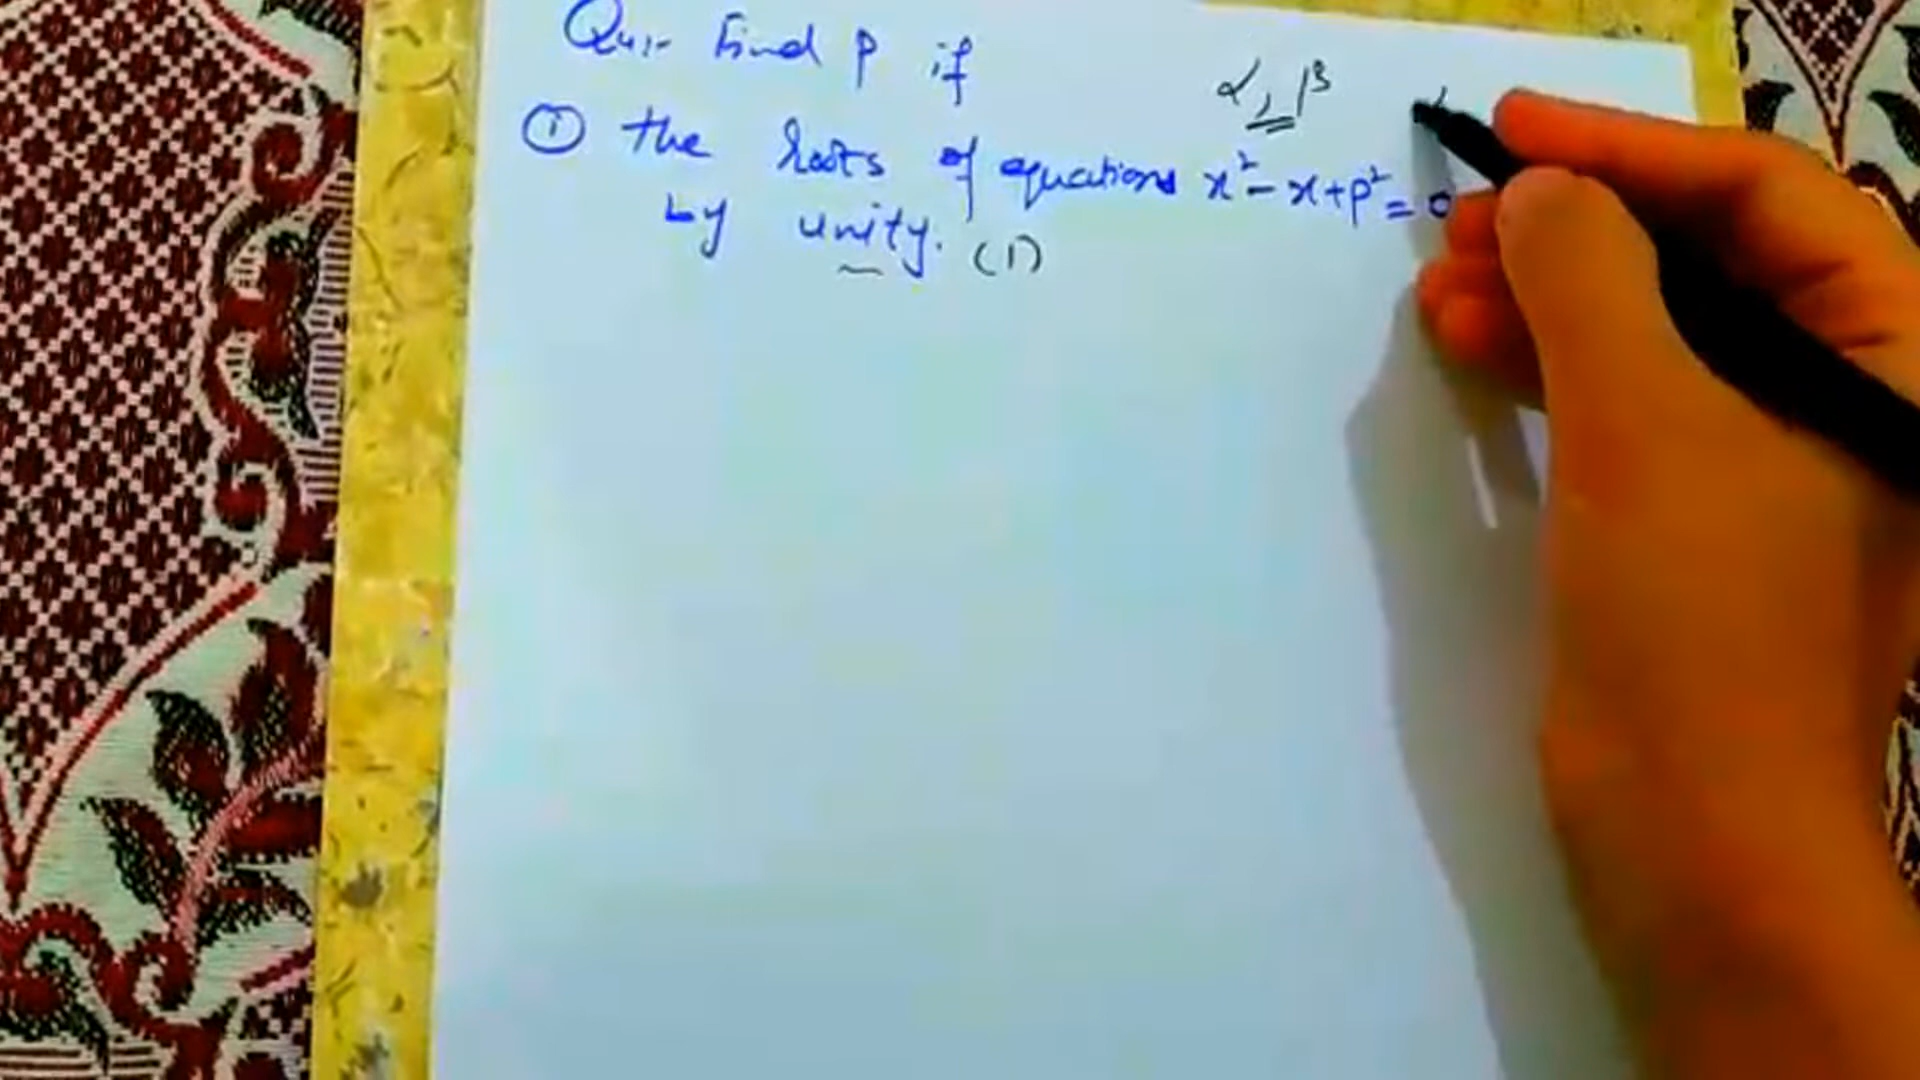 Qu:- Find P if
α, β
① the roots of equations x² - x + p² = 0
by unity. (1)